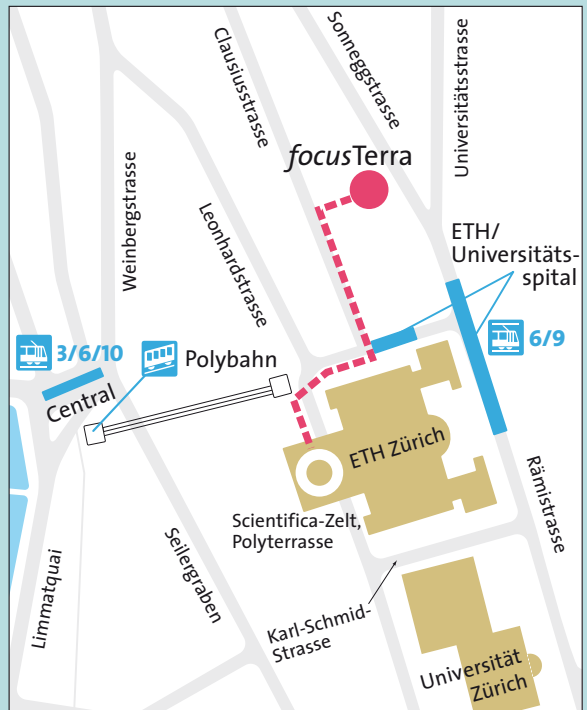 Clausiusstrasse
Sonneggstrasse
Universitätsstrasse
focusTerra
Weinbergstrasse
Leonhardstrasse
ETH/
Universitäts-
spital
3/6/10
Polybahn
6/9
Central
ETH Zürich
Rämistrasse
Scientifica-Zelt,
Polyterrasse
Limmatquai
Seilergraben
Karl-Schmid-
Strasse
Universität
Zürich